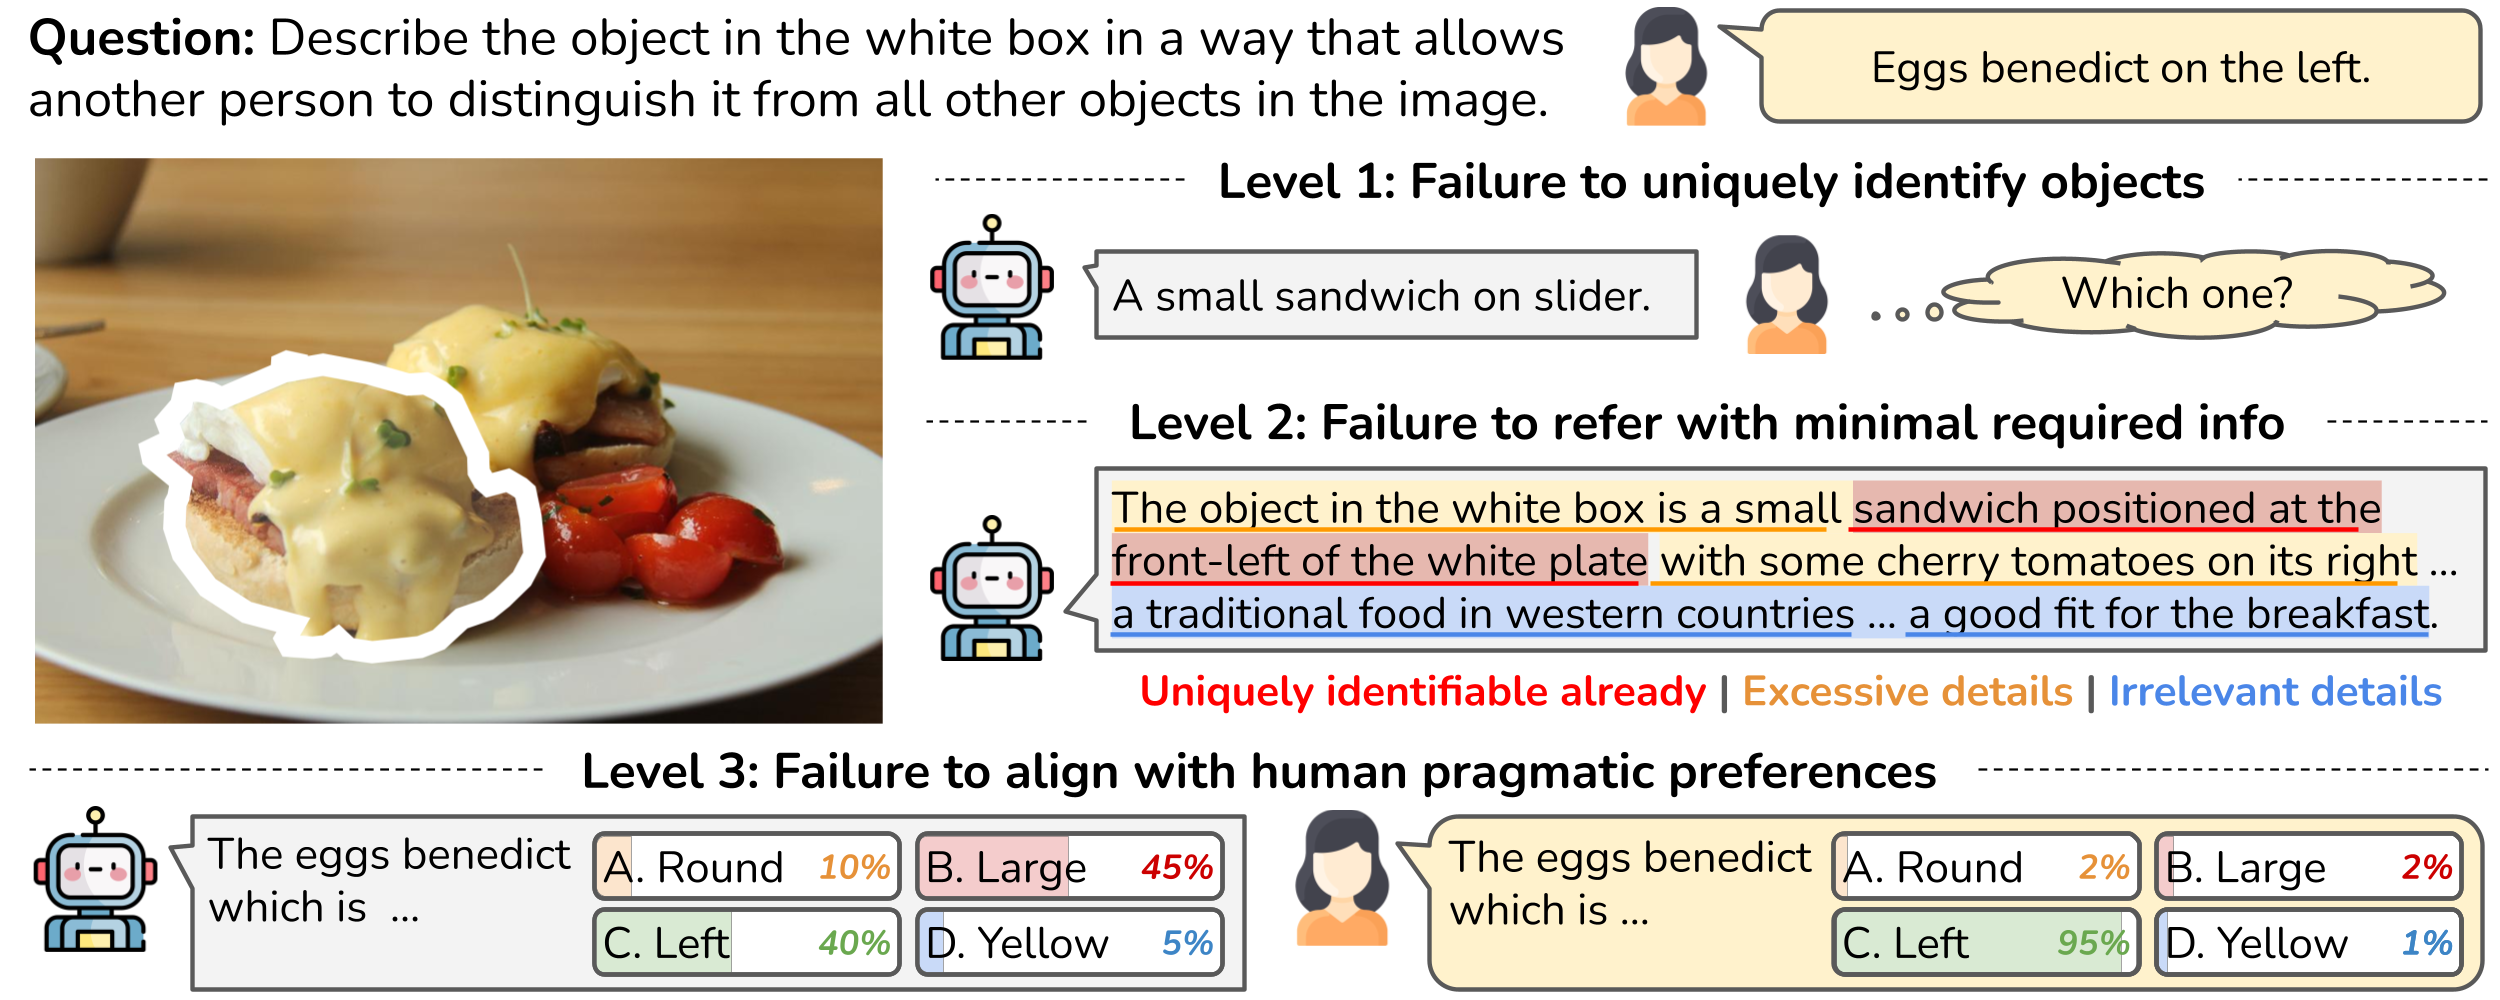 Question: Describe the object in the white box in a way that allows
another person to distinguish it from all other objects in the image.
Eggs benedict on the left.
Level 1: Failure to uniquely identify objects
A small sandwich on slider.
Which one?
Level 2: Failure to refer with minimal required info
The object in the white box is a small sandwich positioned at the
front-left of the white plate with some cherry tomatoes on its right ...
a traditional food in western countries ... a good fit for the breakfast.
Uniquely identifiable already | Excessive details | Irrelevant details
Level 3: Failure to align with human pragmatic preferences
The eggs benedict
which is ...
A. Round 10%
B. Large 45%
C. Left 40%
D. Yellow 5%
The eggs benedict
which is ...
A. Round 2%
B. Large 2%
C. Left 95%
D. Yellow 1%